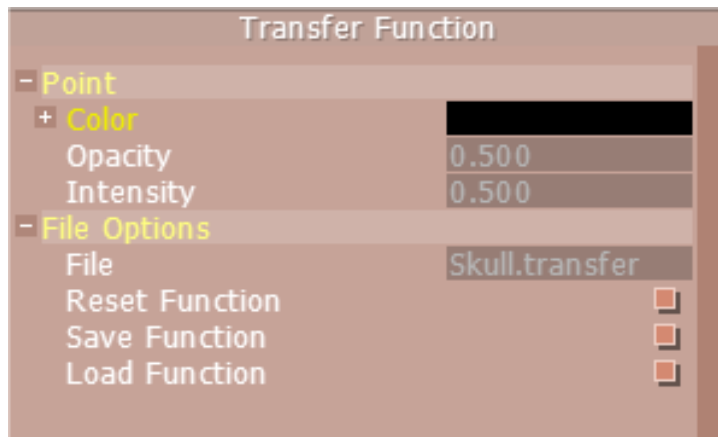 Transfer Function
- Point
+ Color
Opacity 0.500
Intensity 0.500
- File Options
File Skull.transfer
Reset Function
Save Function
Load Function